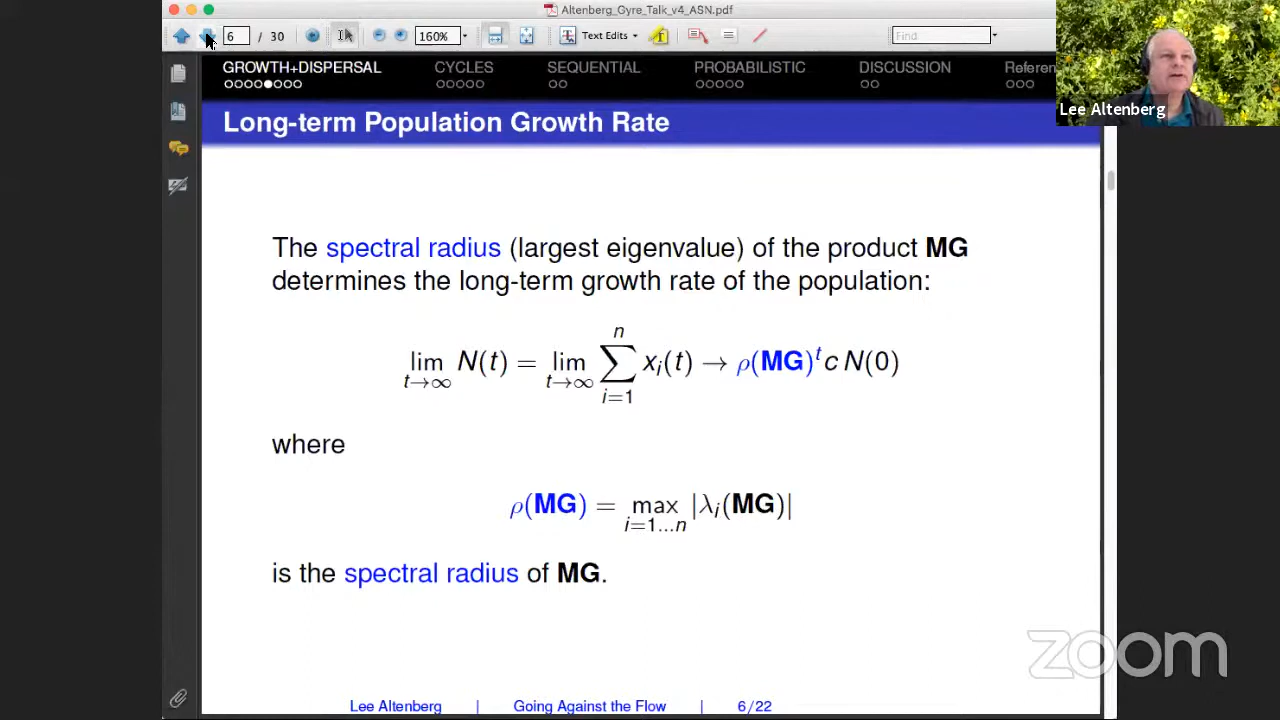 Altenberg_Gyre_Talk_v4_ASN.pdf
6 / 30
160%
Text Edits
Find
GROWTH+DISPERSAL CYCLES SEQUENTIAL PROBABILISTIC DISCUSSION Referen
Lee Altenberg
Long-term Population Growth Rate
The spectral radius (largest eigenvalue) of the product MG
determines the long-term growth rate of the population:
lim_{t→∞} N(t) = lim_{t→∞} ∑_{i=1}^{n} x_i(t) → ρ(MG)^t c N(0)
where
ρ(MG) = max_{i=1...n} |λ_i(MG)|
is the spectral radius of MG.
zoom
Lee Altenberg | Going Against the Flow | 6/22